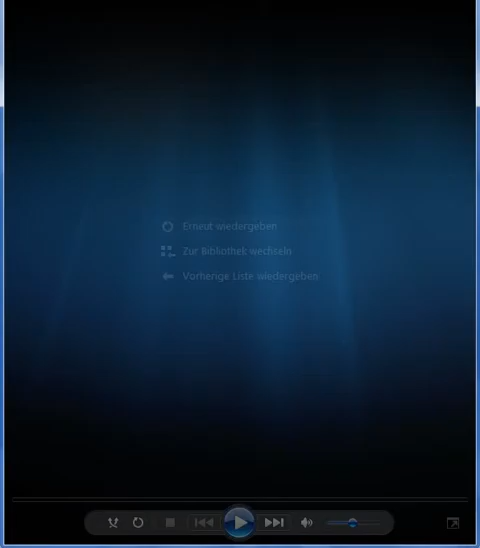 Erneut wiedergeben
Zur Bibliothek wechseln
Vorherige Liste wiedergeben